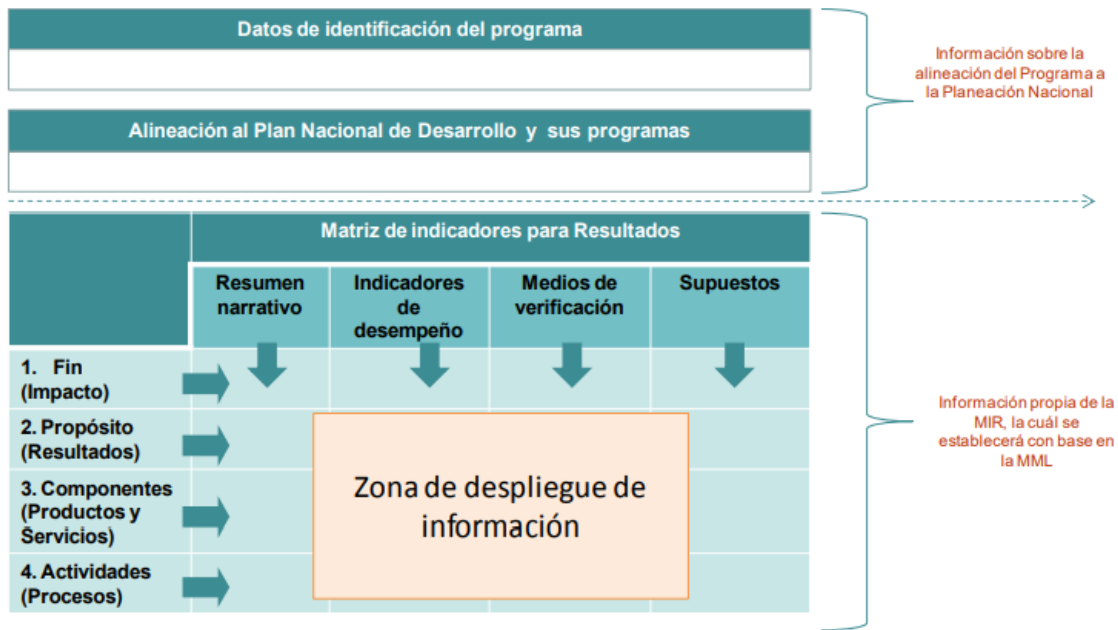 Datos de identificación del programa
Información sobre la
alineación del Programa a
la Planeación Nacional
Alineación al Plan Nacional de Desarrollo y sus programas
Matriz de indicadores para Resultados
Resumen
narrativo
Indicadores
de
desempeño
Medios de
verificación
Supuestos
1. Fin
(Impacto)
2. Propósito
(Resultados)
3. Componentes
(Productos y
Servicios)
4. Actividades
(Procesos)
Zona de despliegue de
información
Información propia de la
MIR, la cuál se
establecerá con base en
la MML